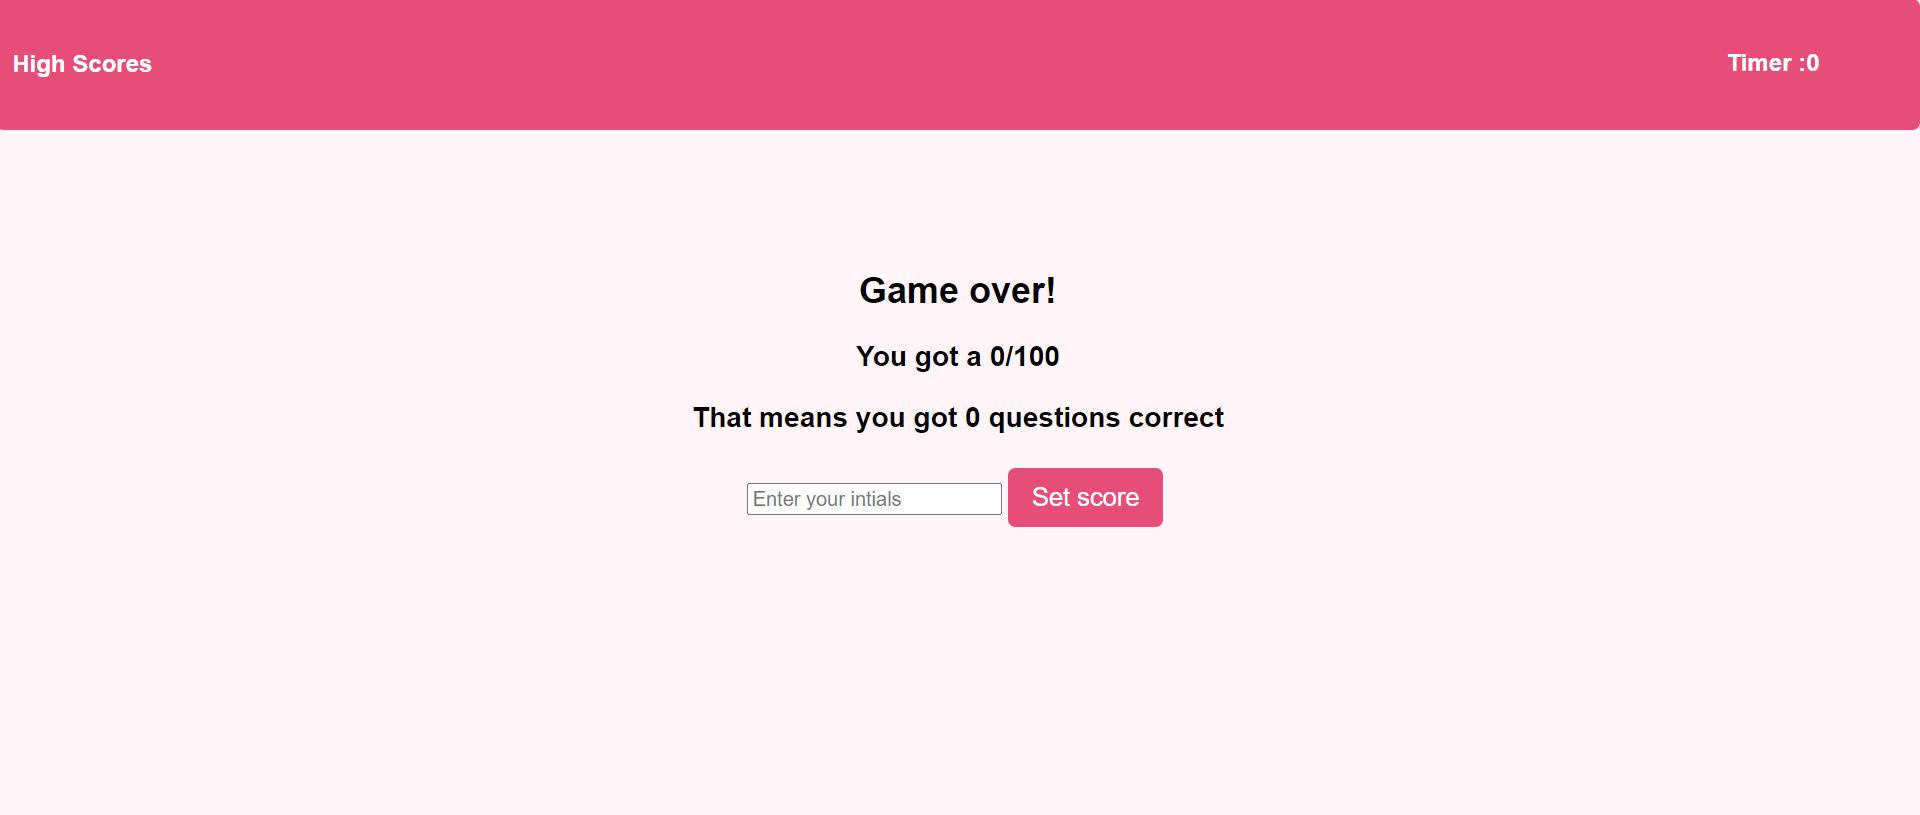 High Scores
Timer :0
Game over!
You got a 0/100
That means you got 0 questions correct
Enter your intials
Set score